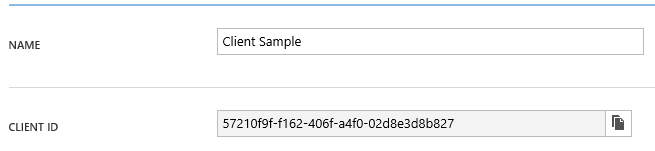 NAME Client Sample
CLIENT ID 57210f9f-f162-406f-a4f0-02d8e3d8b827